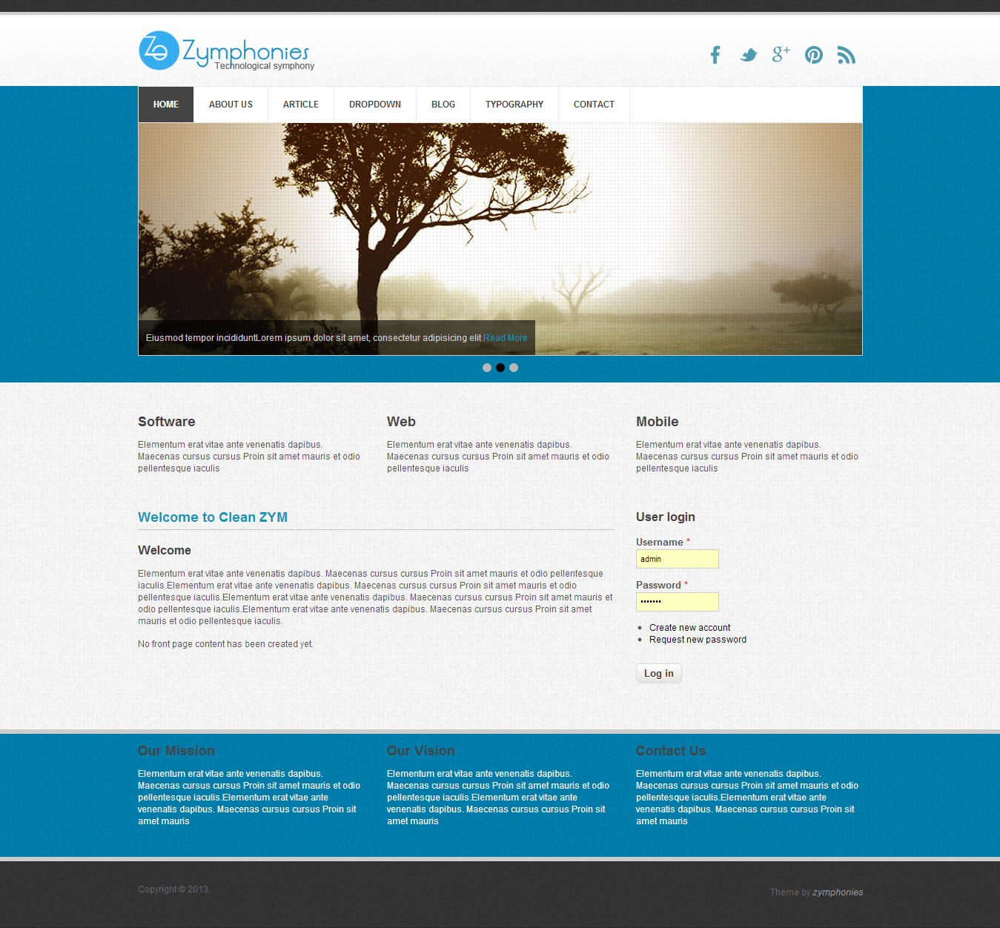 Zymphonies
Technological symphony
HOME ABOUT US ARTICLE DROPDOWN BLOG TYPOGRAPHY CONTACT
Eiusmod tempor incididuntLorem ipsum dolor sit amet, consectetur adipisicing elit Read More
Software
Elementum erat vitae ante venenatis dapibus.
Maecenas cursus cursus Proin sit amet mauris et odio
pellentesque iaculis
Web
Elementum erat vitae ante venenatis dapibus.
Maecenas cursus cursus Proin sit amet mauris et odio
pellentesque iaculis
Mobile
Elementum erat vitae ante venenatis dapibus.
Maecenas cursus cursus Proin sit amet mauris et odio
pellentesque iaculis
Welcome to Clean ZYM
Welcome
Elementum erat vitae ante venenatis dapibus. Maecenas cursus cursus Proin sit amet mauris et odio pellentesque
iaculis.Elementum erat vitae ante venenatis dapibus. Maecenas cursus cursus Proin sit amet mauris et odio
pellentesque iaculis.Elementum erat vitae ante venenatis dapibus. Maecenas cursus cursus Proin sit amet mauris et
odio pellentesque iaculis.Elementum erat vitae ante venenatis dapibus. Maecenas cursus cursus Proin sit amet
mauris et odio pellentesque iaculis.
No front page content has been created yet.
User login
Username *
admin
Password *
•••••••
Create new account
Request new password
Log in
Our Mission
Elementum erat vitae ante venenatis dapibus.
Maecenas cursus cursus Proin sit amet mauris et odio
pellentesque iaculis.Elementum erat vitae ante
venenatis dapibus. Maecenas cursus cursus Proin sit
amet mauris
Our Vision
Elementum erat vitae ante venenatis dapibus.
Maecenas cursus cursus Proin sit amet mauris et odio
pellentesque iaculis.Elementum erat vitae ante
venenatis dapibus. Maecenas cursus cursus Proin sit
amet mauris
Contact Us
Elementum erat vitae ante venenatis dapibus.
Maecenas cursus cursus Proin sit amet mauris et odio
pellentesque iaculis.Elementum erat vitae ante
venenatis dapibus. Maecenas cursus cursus Proin sit
amet mauris
Copyright © 2013,
Theme by zymphonies